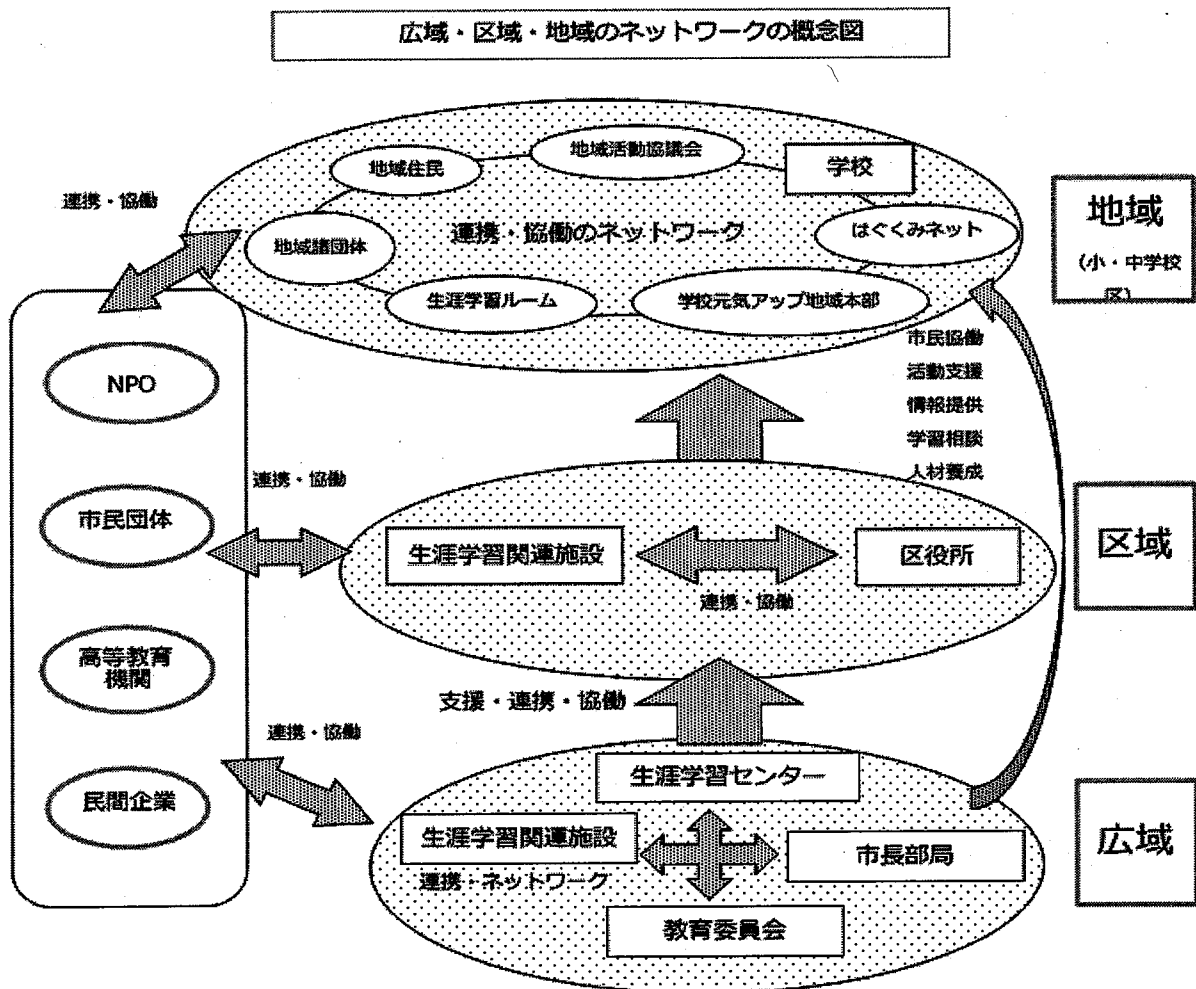 広域・区域・地域のネットワークの概念図
地域活動協議会
地域住民
学校
連携・協働
地域諸団体
連携・協働のネットワーク
はぐくみネット
生涯学習ルーム
学校元気アップ地域本部
地域
(小・中学校
区)
市民協働
活動支援
情報提供
学習相談
人材養成
NPO
連携・協働
市民団体
生涯学習関連施設
区役所
連携・協働
区域
高等教育
機関
支援・連携・協働
連携・協働
民間企業
生涯学習センター
生涯学習関連施設
市長部局
連携・ネットワーク
教育委員会
広域